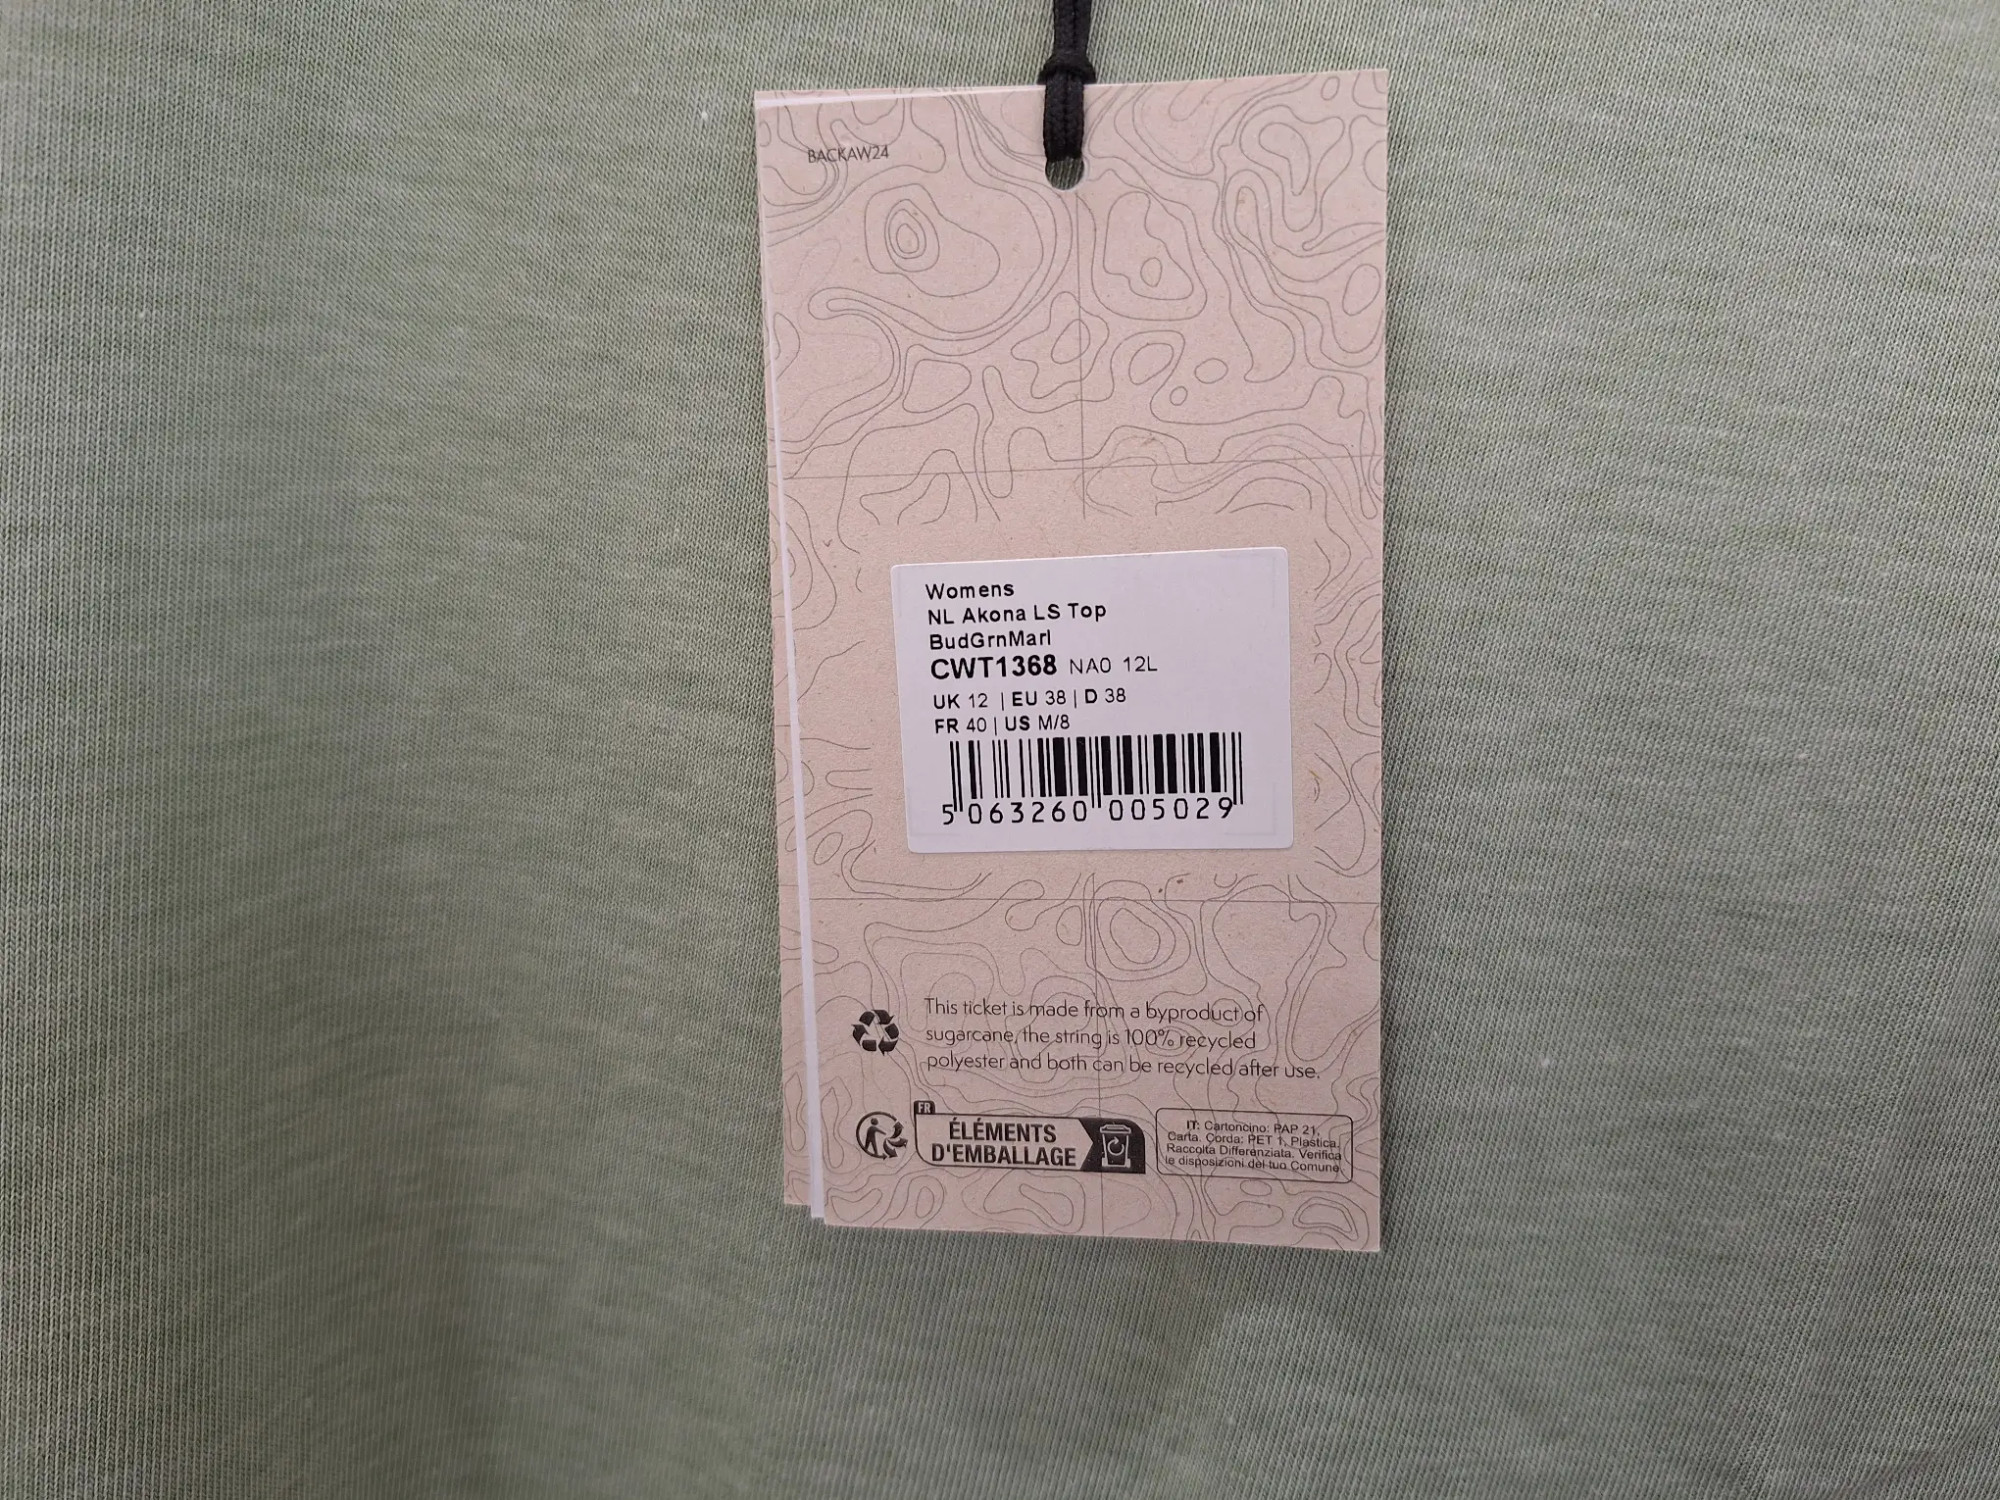 BACKAW24
Womens
NL Akona LS Top
BudGrnMarl
CWT1368 NA0 12L
UK 12 | EU 38 | D 38
FR 40 | US M/8
5 063260 005029
This ticket is made from a byproduct of
sugarcane, the string is 100% recycled
polyester and both can be recycled after use.
FR
ÉLÉMENTS
D'EMBALLAGE
IT: Cartoncino: PAP 21,
Carta. Corda: PET 1, Plastica.
Raccolta Differenziata. Verifica
le disposizioni del tuo Comune